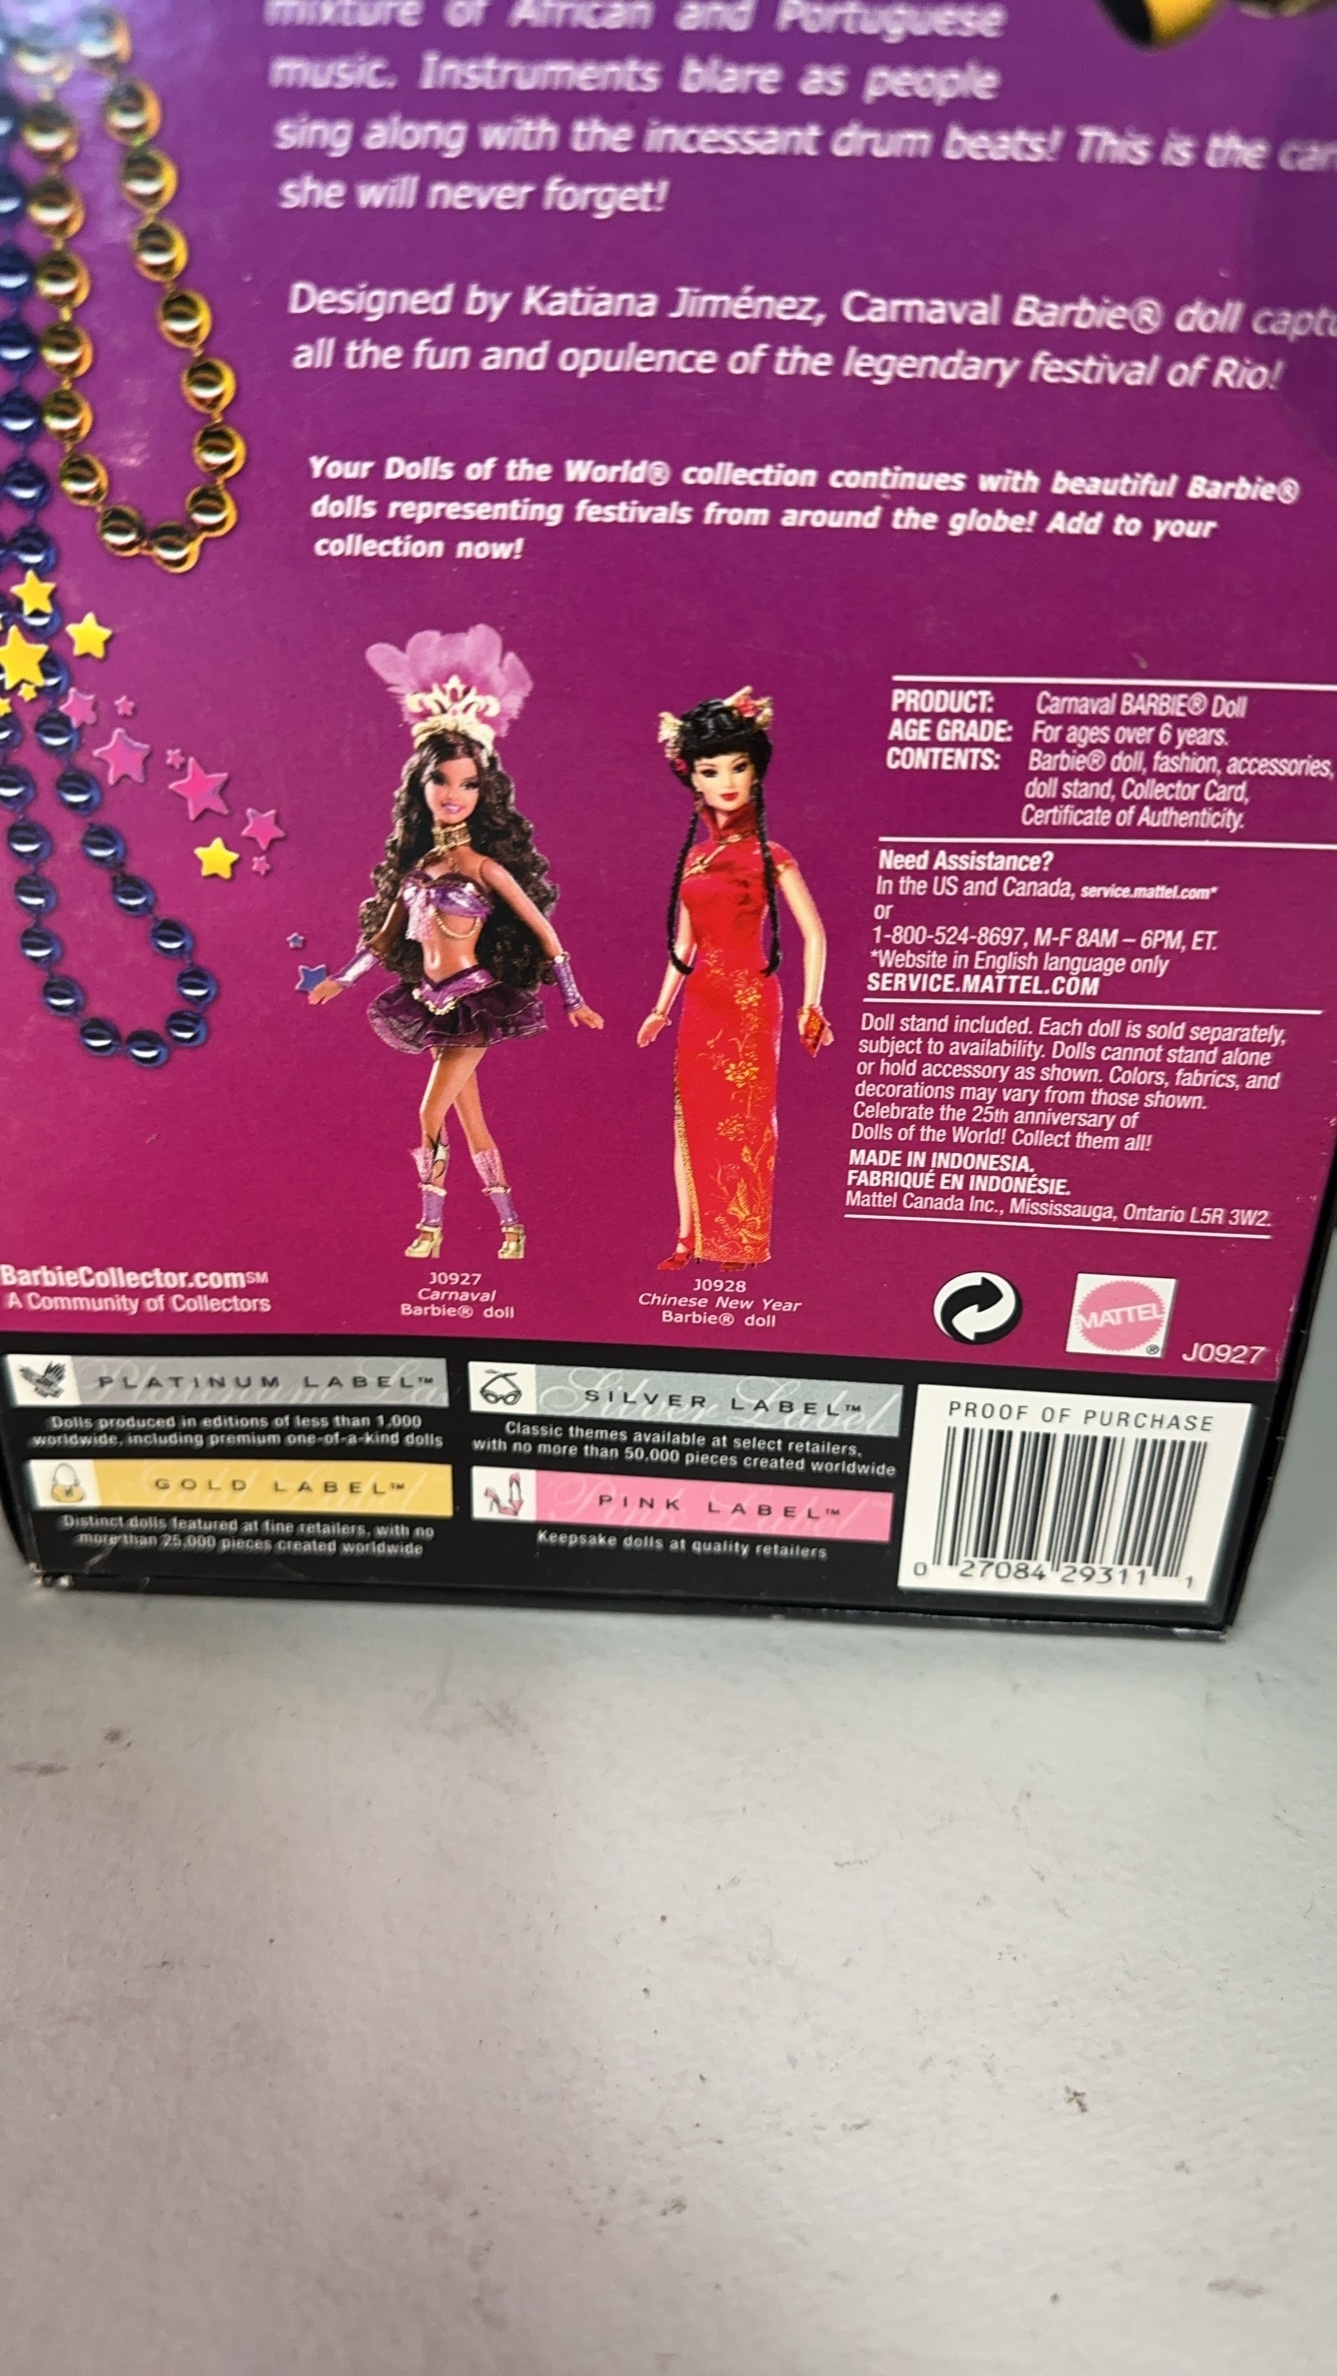 mixture of African and Portuguese
music. Instruments blare as people
sing along with the incessant drum beats! This is the car
she will never forget!
Designed by Katiana Jiménez, Carnaval Barbie® doll capt
all the fun and opulence of the legendary festival of Rio!
Your Dolls of the World® collection continues with beautiful Barbie®
dolls representing festivals from around the globe! Add to your
collection now!
PRODUCT: Carnaval BARBIE® Doll
AGE GRADE: For ages over 6 years.
CONTENTS: Barbie® doll, fashion, accessories,
doll stand, Collector Card,
Certificate of Authenticity.
Need Assistance?
In the US and Canada, service.mattel.com*
or
1-800-524-8697, M-F 8AM – 6PM, ET.
*Website in English language only
SERVICE.MATTEL.COM
Doll stand included. Each doll is sold separately,
subject to availability. Dolls cannot stand alone
or hold accessory as shown. Colors, fabrics, and
decorations may vary from those shown.
Celebrate the 25th anniversary of
Dolls of the World! Collect them all!
MADE IN INDONESIA.
FABRIQUÉ EN INDONÉSIE.
Mattel Canada Inc., Mississauga, Ontario L5R 3W2.
BarbieCollector.com℠
A Community of Collectors
J0927
Carnaval
Barbie® doll
J0928
Chinese New Year
Barbie® doll
MATTEL®
J0927
PLATINUM LABEL™
Dolls produced in editions of less than 1,000
worldwide, including premium one-of-a-kind dolls
GOLD LABEL™
Distinct dolls featured at fine retailers, with no
more than 25,000 pieces created worldwide
SILVER LABEL™
Classic themes available at select retailers,
with no more than 50,000 pieces created worldwide
PINK LABEL™
Keepsake dolls at quality retailers
PROOF OF PURCHASE
0 27084 29311 1